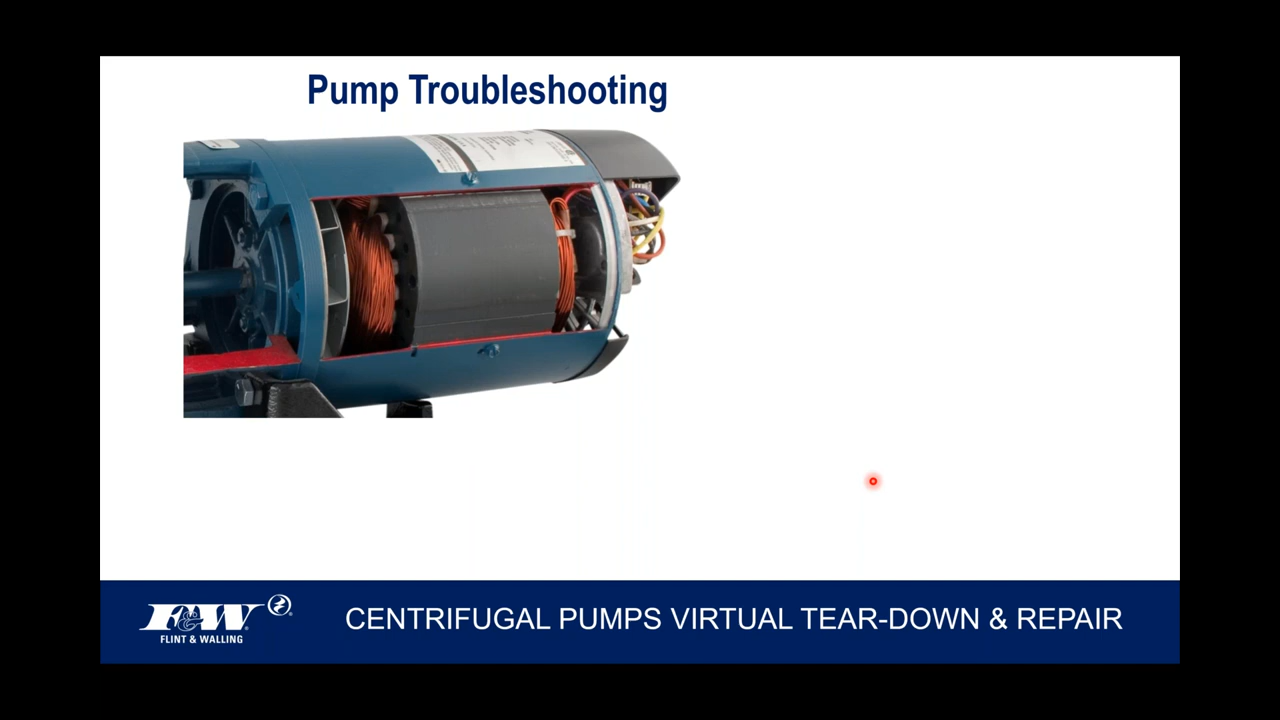 Pump Troubleshooting
F&W
FLINT & WALLING
CENTRIFUGAL PUMPS VIRTUAL TEAR-DOWN & REPAIR